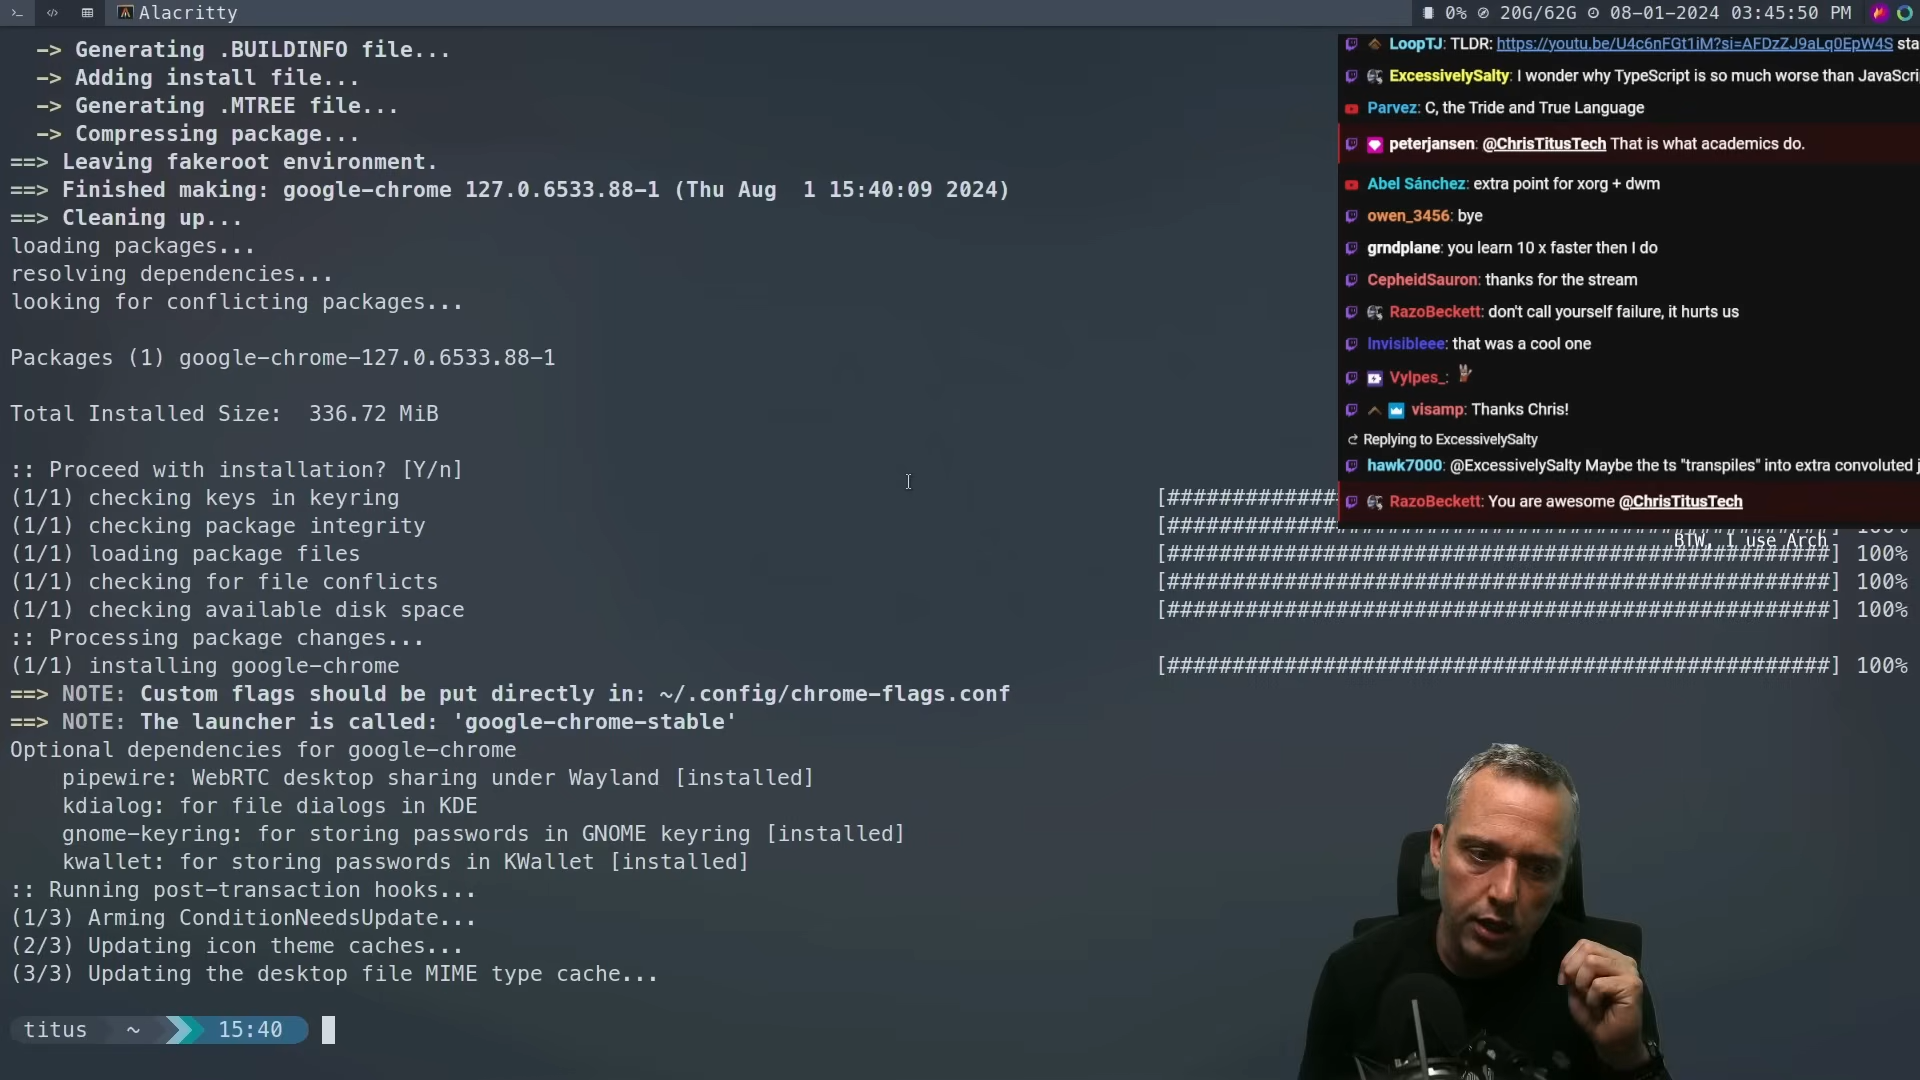 Alacritty
0% 20G/62G 08-01-2024 03:45:50 PM
-> Generating .BUILDINFO file...
-> Adding install file...
-> Generating .MTREE file...
-> Compressing package...
==> Leaving fakeroot environment.
==> Finished making: google-chrome 127.0.6533.88-1 (Thu Aug  1 15:40:09 2024)
==> Cleaning up...
loading packages...
resolving dependencies...
looking for conflicting packages...
Packages (1) google-chrome-127.0.6533.88-1
Total Installed Size:  336.72 MiB
:: Proceed with installation? [Y/n]
(1/1) checking keys in keyring [#############
(1/1) checking package integrity [###################################################] 100%
(1/1) loading package files [###################################################] 100%
(1/1) checking for file conflicts [###################################################] 100%
(1/1) checking available disk space [###################################################] 100%
:: Processing package changes...
(1/1) installing google-chrome [###################################################] 100%
==> NOTE: Custom flags should be put directly in: ~/.config/chrome-flags.conf
==> NOTE: The launcher is called: 'google-chrome-stable'
Optional dependencies for google-chrome
pipewire: WebRTC desktop sharing under Wayland [installed]
kdialog: for file dialogs in KDE
gnome-keyring: for storing passwords in GNOME keyring [installed]
kwallet: for storing passwords in KWallet [installed]
:: Running post-transaction hooks...
(1/3) Arming ConditionNeedsUpdate...
(2/3) Updating icon theme caches...
(3/3) Updating the desktop file MIME type cache...
titus ~ 15:40
LoopTJ: TLDR: https://youtu.be/U4c6nFGt1iM?si=AFDzZJ9aLq0EpW4S sta
ExcessivelySalty: I wonder why TypeScript is so much worse than JavaScri
Parvez: C, the Tride and True Language
peterjansen: @ChrisTitusTech That is what academics do.
Abel Sánchez: extra point for xorg + dwm
owen_3456: bye
grndplane: you learn 10 x faster then I do
CepheidSauron: thanks for the stream
RazoBeckett: don't call yourself failure, it hurts us
Invisibleee: that was a cool one
Vylpes_:
visamp: Thanks Chris!
Replying to ExcessivelySalty
hawk7000: @ExcessivelySalty Maybe the ts "transpiles" into extra convoluted j
RazoBeckett: You are awesome @ChrisTitusTech
BTW, I use Arch